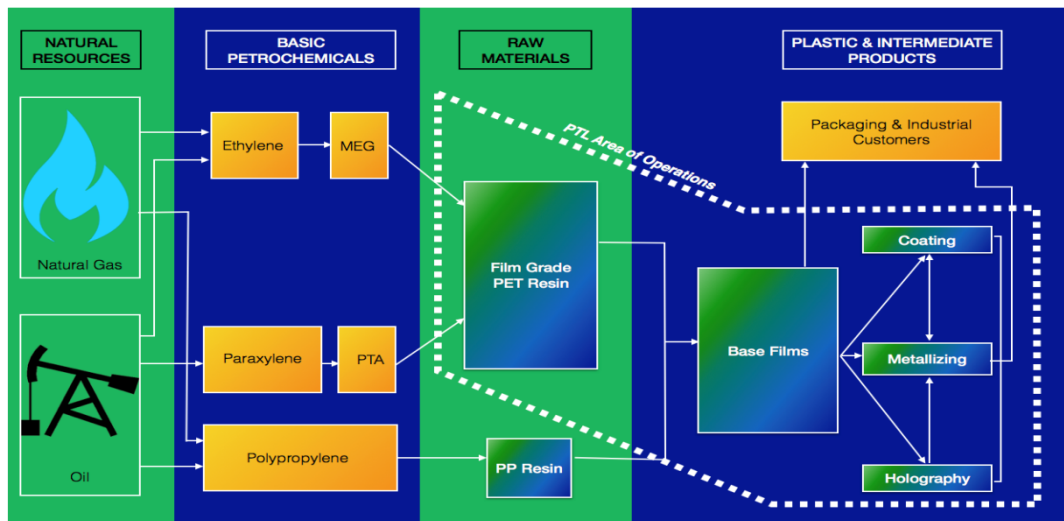 NATURAL
RESOURCES
BASIC
PETROCHEMICALS
RAW
MATERIALS
PLASTIC & INTERMEDIATE
PRODUCTS
Natural Gas
Oil
Ethylene
MEG
Paraxylene
PTA
Polypropylene
Film Grade
PET Resin
PP Resin
PTL Area of Operations
Packaging & Industrial
Customers
Base Films
Coating
Metallizing
Holography